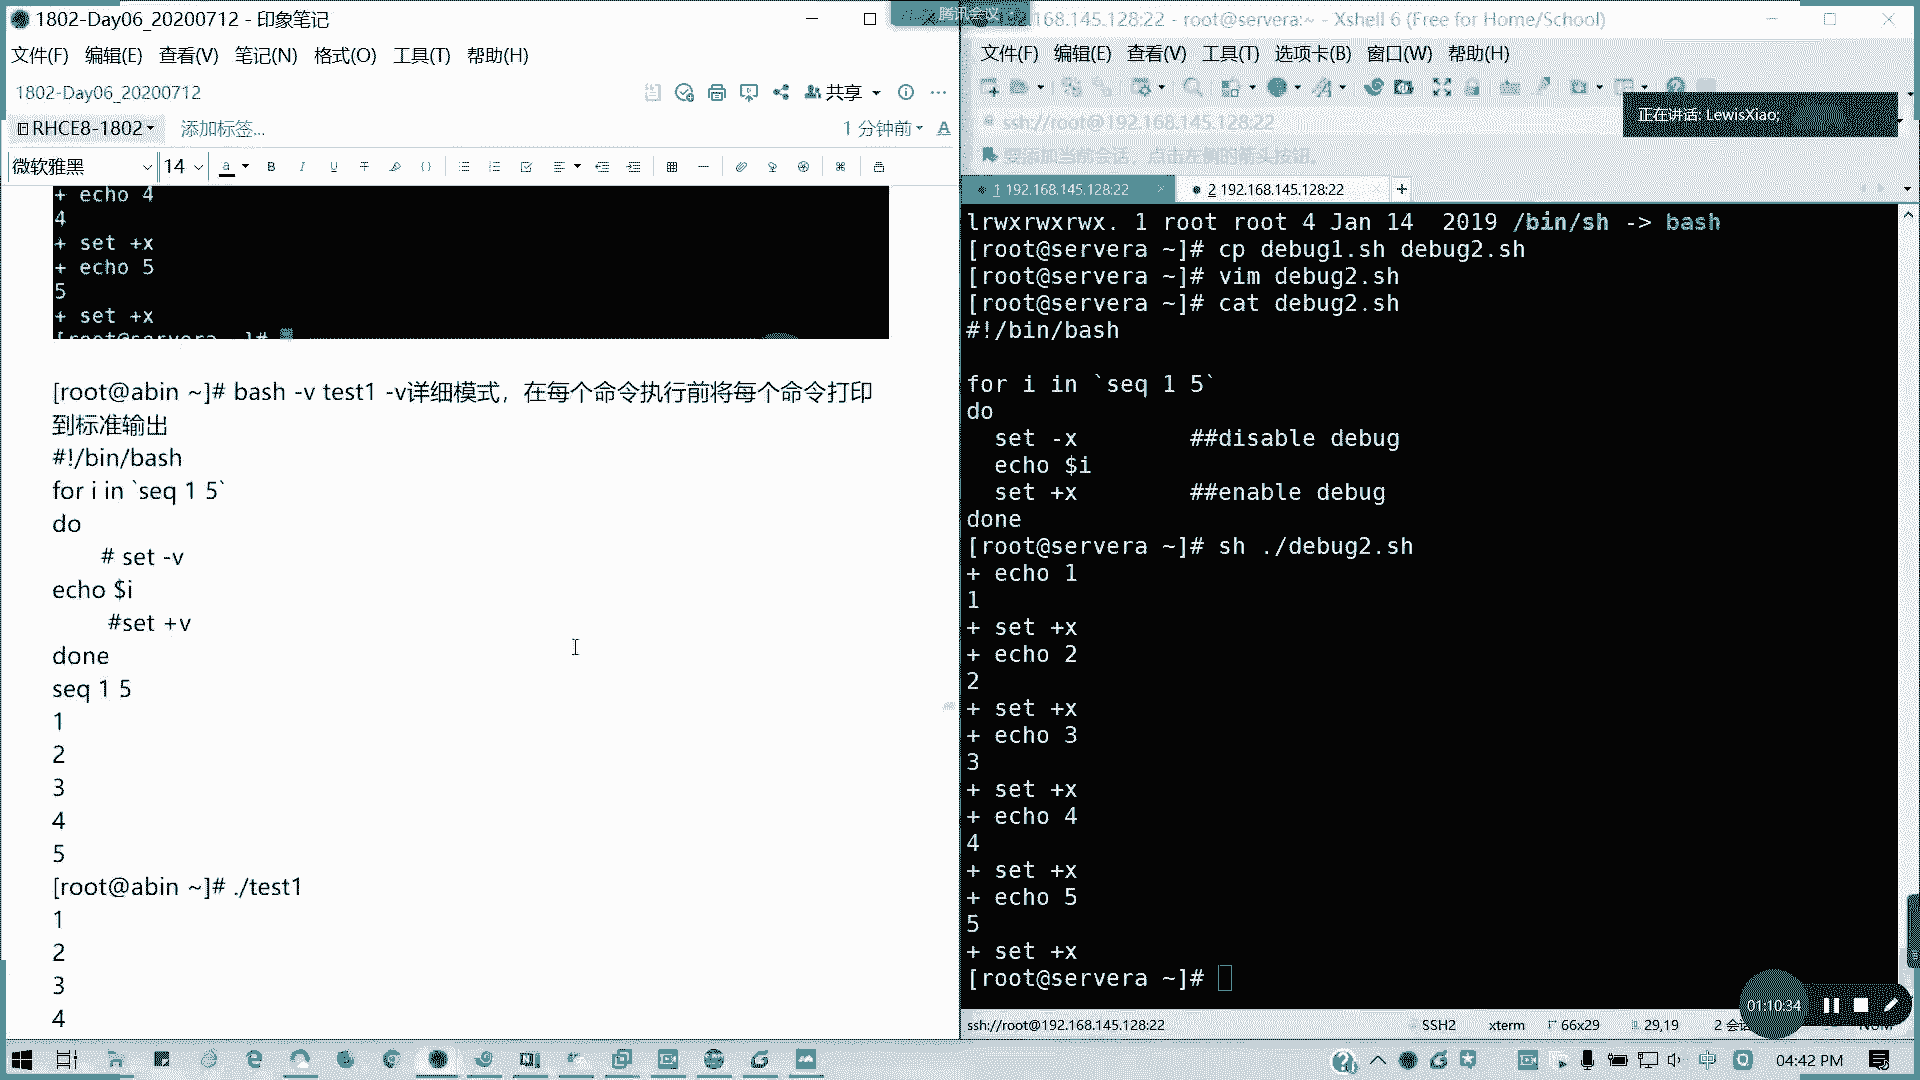 1802-Day06_20200712 - 印象笔记
文件(F) 编辑(E) 查看(V) 笔记(N) 格式(O) 工具(T) 帮助(H)
1802-Day06_20200712
共享
RHCE8-1802
添加标签...
1 分钟前
微软雅黑 14
+ echo 4
4
+ set +x
+ echo 5
5
+ set +x
[root@servera ~]#
[root@abin ~]# bash -v test1 -v详细模式，在每个命令执行前将每个命令打印
到标准输出
#!/bin/bash
for i in `seq 1 5`
do
# set -v
echo $i
#set +v
done
seq 1 5
1
2
3
4
5
[root@abin ~]# ./test1
1
2
3
4
腾讯会议
192.168.145.128:22 - root@servera:~ - Xshell 6 (Free for Home/School)
文件(F) 编辑(E) 查看(V) 工具(T) 选项卡(B) 窗口(W) 帮助(H)
ssh://root@192.168.145.128:22
正在讲话: LewisXiao;
要添加当前会话，点击左侧的箭头按钮。
1 192.168.145.128:22
2 192.168.145.128:22
lrwxrwxrwx. 1 root root 4 Jan 14 2019 /bin/sh -> bash
[root@servera ~]# cp debug1.sh debug2.sh
[root@servera ~]# vim debug2.sh
[root@servera ~]# cat debug2.sh
#!/bin/bash
for i in `seq 1 5`
do
set -x ##disable debug
echo $i
set +x ##enable debug
done
[root@servera ~]# sh ./debug2.sh
+ echo 1
1
+ set +x
+ echo 2
2
+ set +x
+ echo 3
3
+ set +x
+ echo 4
4
+ set +x
+ echo 5
5
+ set +x
[root@servera ~]#
01:10:34
ssh://root@192.168.145.128:22 SSH2 xterm 66x29 29,19 2 会 NUM
中
04:42 PM